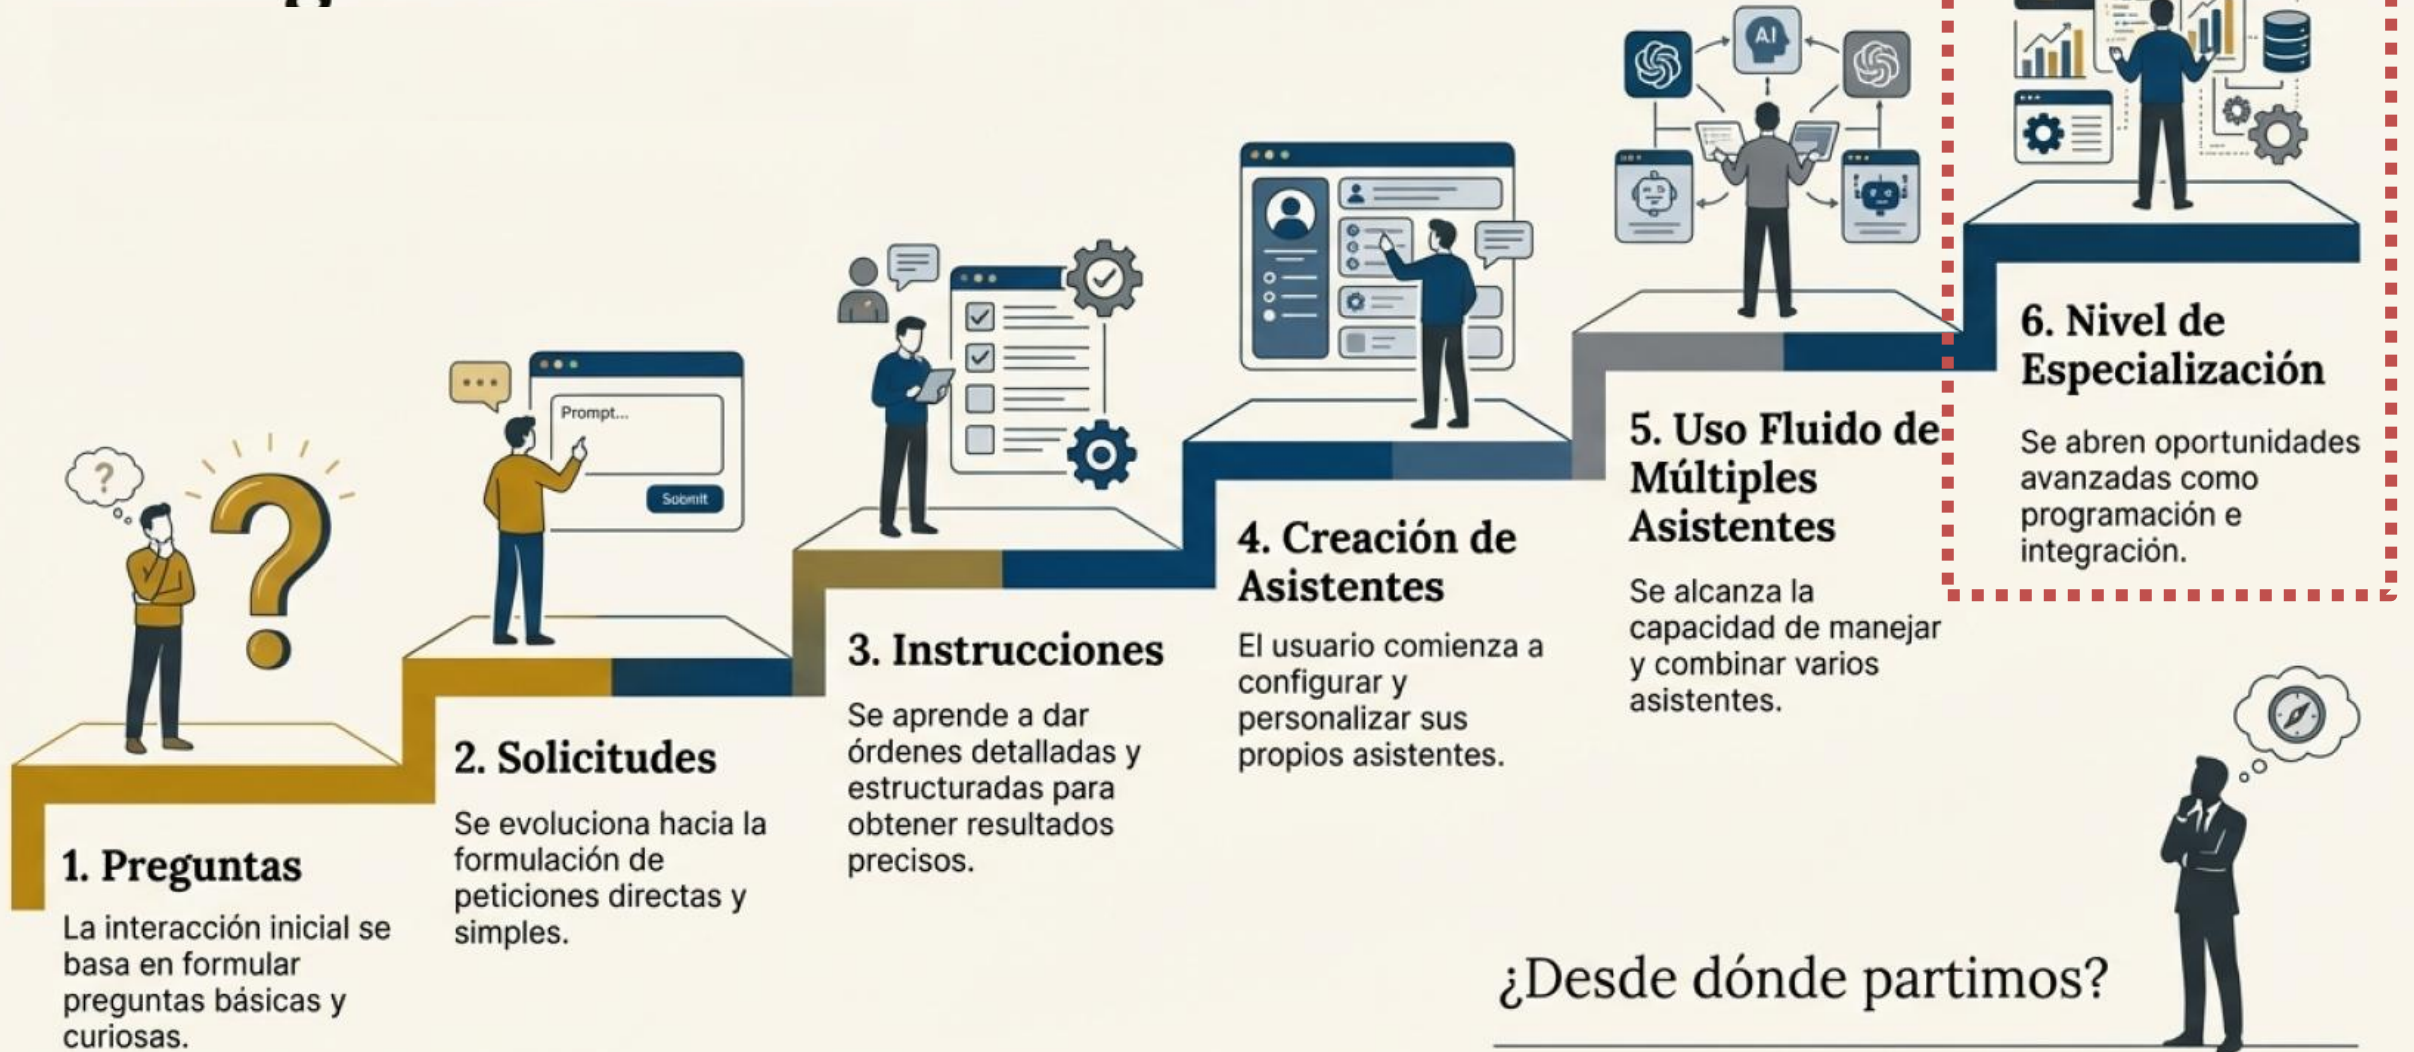 1. Preguntas
La interacción inicial se
basa en formular
preguntas básicas y
curiosas.
Prompt...
Sobmit
2. Solicitudes
Se evoluciona hacia la
formulación de
peticiones directas y
simples.
3. Instrucciones
Se aprende a dar
órdenes detalladas y
estructuradas para
obtener resultados
precisos.
4. Creación de
Asistentes
El usuario comienza a
configurar y
personalizar sus
propios asistentes.
AI
5. Uso Fluido de
Múltiples
Asistentes
Se alcanza la
capacidad de manejar
y combinar varios
asistentes.
6. Nivel de
Especialización
Se abren oportunidades
avanzadas como
programación e
integración.
¿Desde dónde partimos?